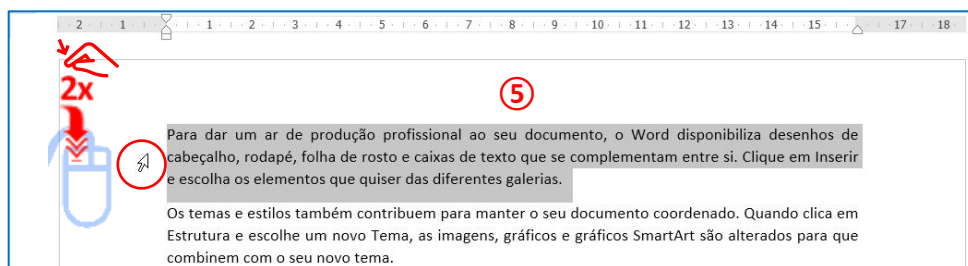 2 1 1 2 3 4 5 6 7 8 9 10 11 12 13 14 15 17 18
2x
⑤
Para dar um ar de produção profissional ao seu documento, o Word disponibiliza desenhos de
cabeçalho, rodapé, folha de rosto e caixas de texto que se complementam entre si. Clique em Inserir
e escolha os elementos que quiser das diferentes galerias.
Os temas e estilos também contribuem para manter o seu documento coordenado. Quando clica em
Estrutura e escolhe um novo Tema, as imagens, gráficos e gráficos SmartArt são alterados para que
combinem com o seu novo tema.